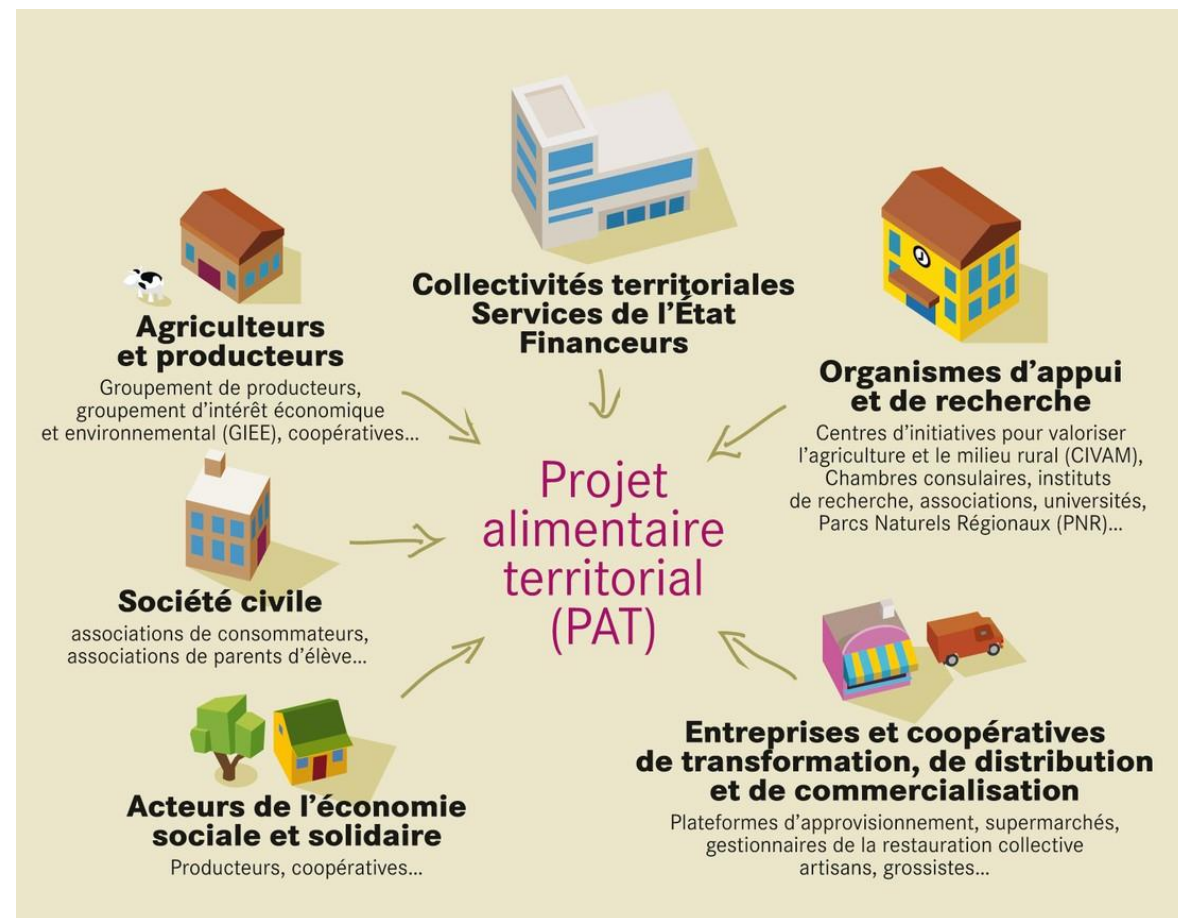 Collectivités territoriales
Services de l'État
Financeurs
Agriculteurs
et producteurs
Groupement de producteurs,
groupement d'intérêt économique
et environnemental (GIEE), coopératives...
Organismes d'appui
et de recherche
Centres d'initiatives pour valoriser
l'agriculture et le milieu rural (CIVAM),
Chambres consulaires, instituts
de recherche, associations, universités,
Parcs Naturels Régionaux (PNR)...
Projet
alimentaire
territorial
(PAT)
Société civile
associations de consommateurs,
associations de parents d'élève...
Acteurs de l'économie
sociale et solidaire
Producteurs, coopératives...
Entreprises et coopératives
de transformation, de distribution
et de commercialisation
Plateformes d'approvisionnement, supermarchés,
gestionnaires de la restauration collective
artisans, grossistes...